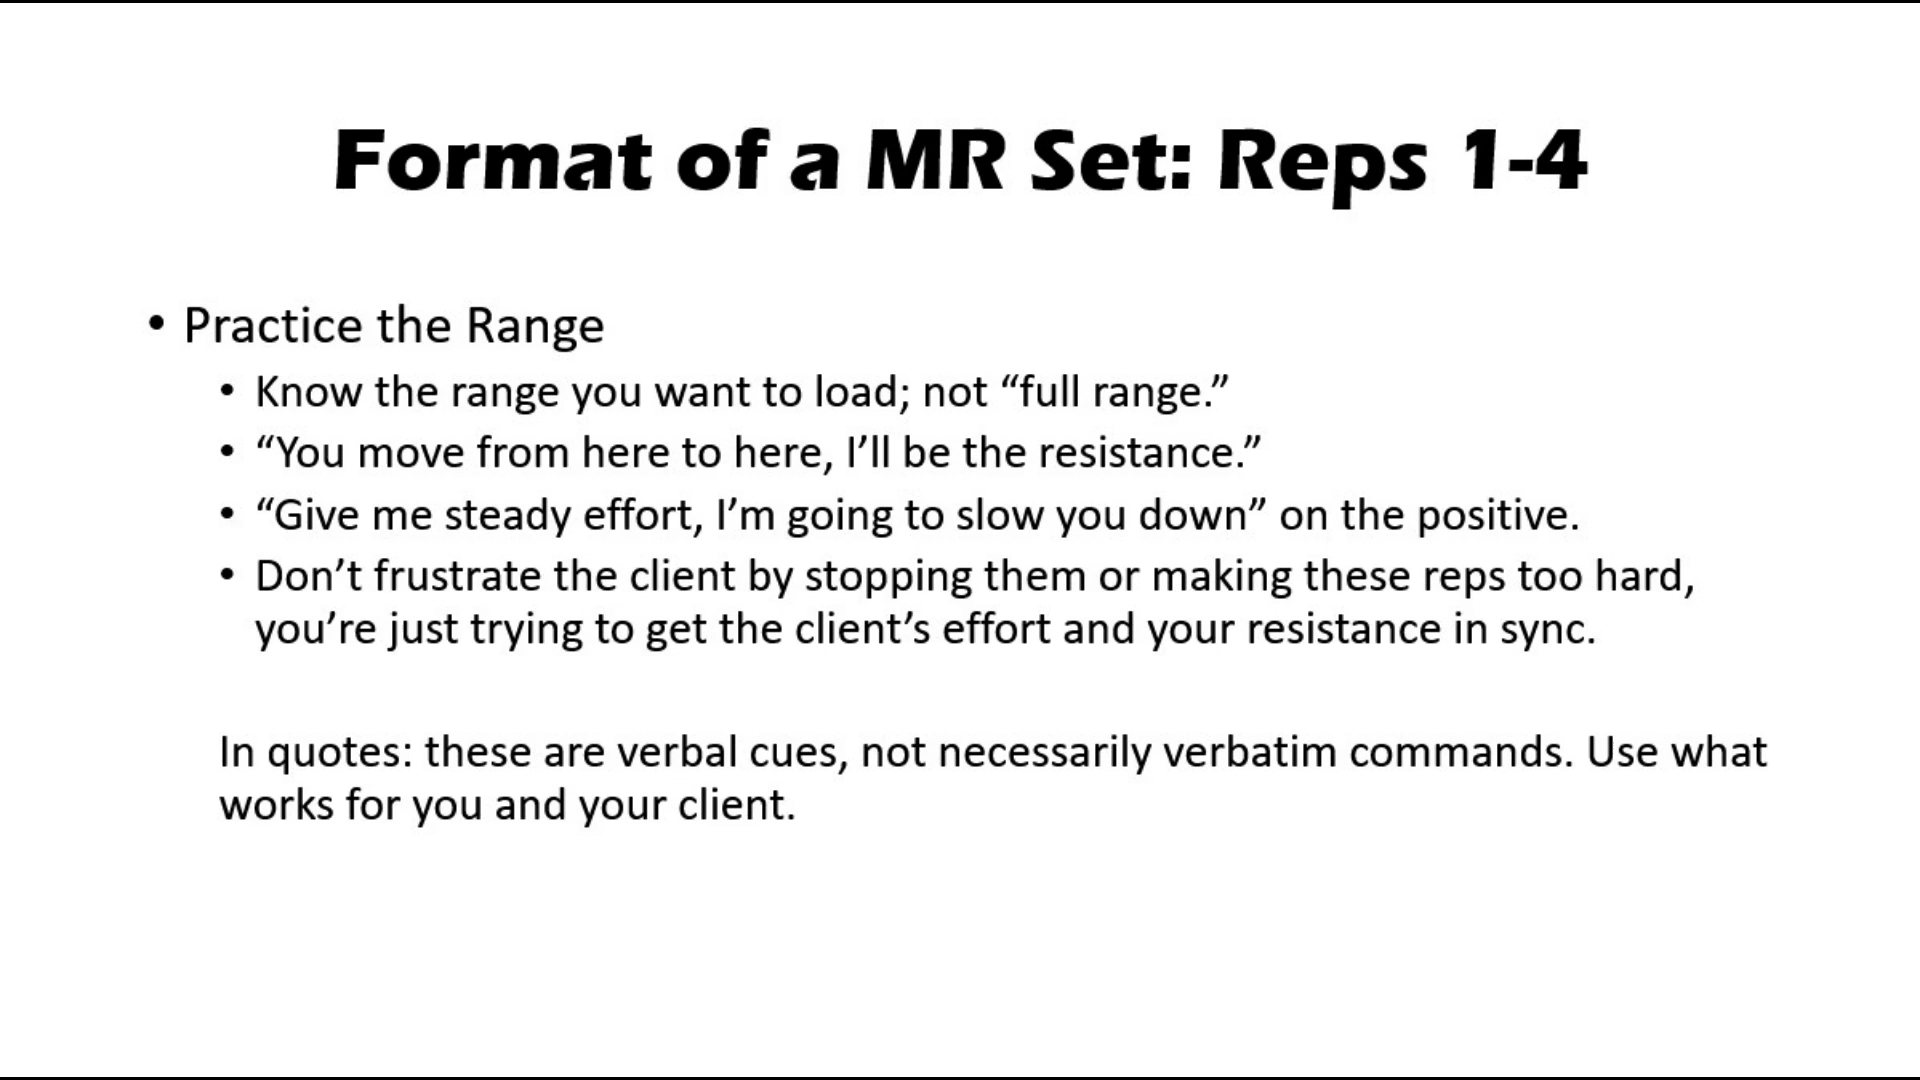 Format of a MR Set: Reps 1-4
• Practice the Range
• Know the range you want to load; not “full range.”
• “You move from here to here, I’ll be the resistance.”
• “Give me steady effort, I’m going to slow you down” on the positive.
• Don’t frustrate the client by stopping them or making these reps too hard,
you’re just trying to get the client’s effort and your resistance in sync.
In quotes: these are verbal cues, not necessarily verbatim commands. Use what
works for you and your client.